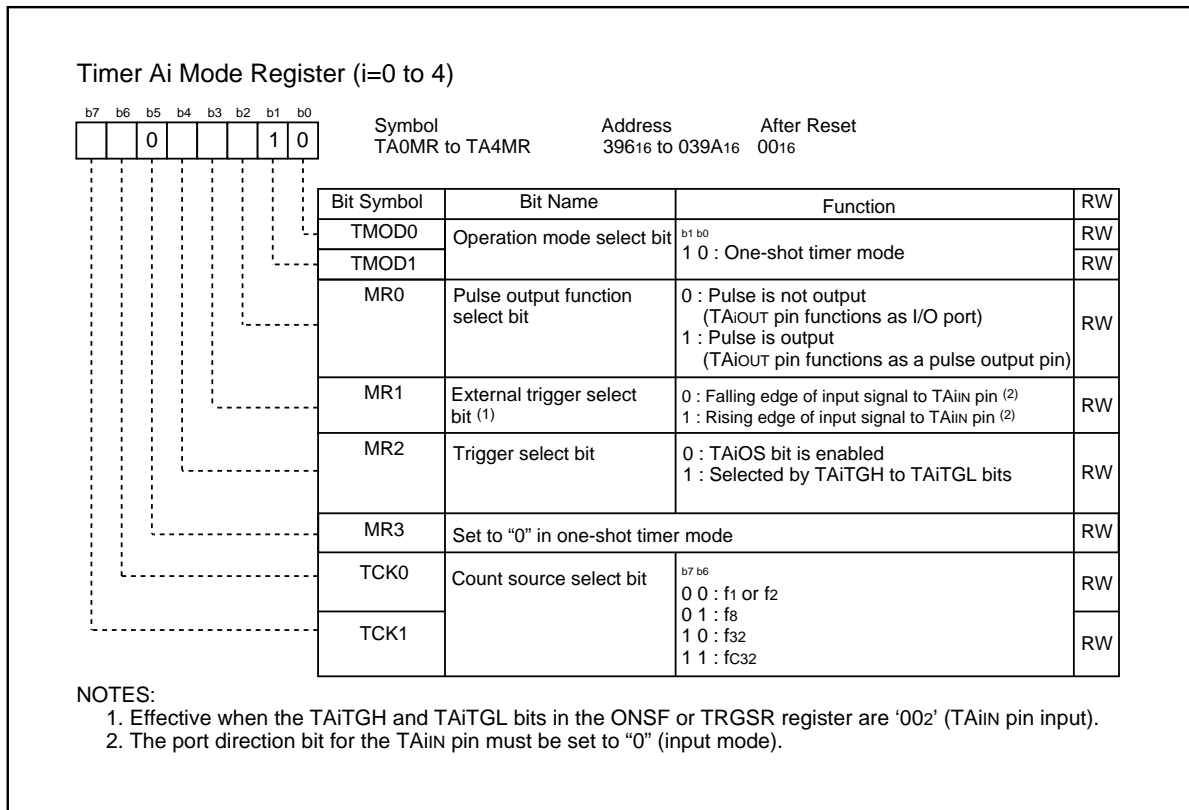 Timer Ai Mode Register (i=0 to 4)
b7 b6 b5 b4 b3 b2 b1 b0
0 1 0
Symbol Address After Reset
TA0MR to TA4MR 39616 to 039A16 0016
Bit Symbol Bit Name Function RW
TMOD0 Operation mode select bit b1 b0 RW
1 0 : One-shot timer mode
TMOD1 RW
MR0 Pulse output function 0 : Pulse is not output
select bit (TAiOUT pin functions as I/O port)
1 : Pulse is output RW
(TAiOUT pin functions as a pulse output pin)
MR1 External trigger select 0 : Falling edge of input signal to TAiIN pin (2)
bit (1) 1 : Rising edge of input signal to TAiIN pin (2) RW
MR2 Trigger select bit 0 : TAiOS bit is enabled
1 : Selected by TAiTGH to TAiTGL bits RW
MR3 Set to “0” in one-shot timer mode RW
TCK0 Count source select bit b7 b6
0 0 : f1 or f2 RW
0 1 : f8
TCK1 1 0 : f32 RW
1 1 : fC32
NOTES:
1. Effective when the TAiTGH and TAiTGL bits in the ONSF or TRGSR register are ‘002’ (TAiIN pin input).
2. The port direction bit for the TAiIN pin must be set to “0” (input mode).